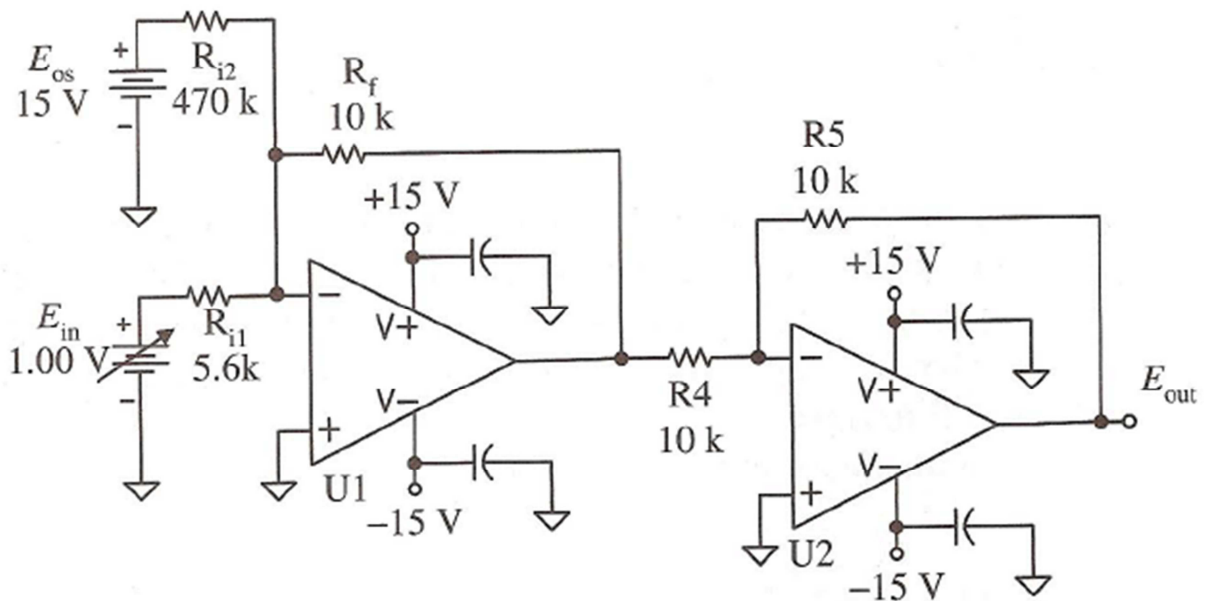 +
E_os
15 V
−
R_i2
470 k
R_f
10 k
+15 V
E_in
1.00 V
+
−
R_i1
5.6k
−
V+
V−
+
U1
−15 V
R4
10 k
R5
10 k
+15 V
−
V+
V−
+
U2
−15 V
E_out